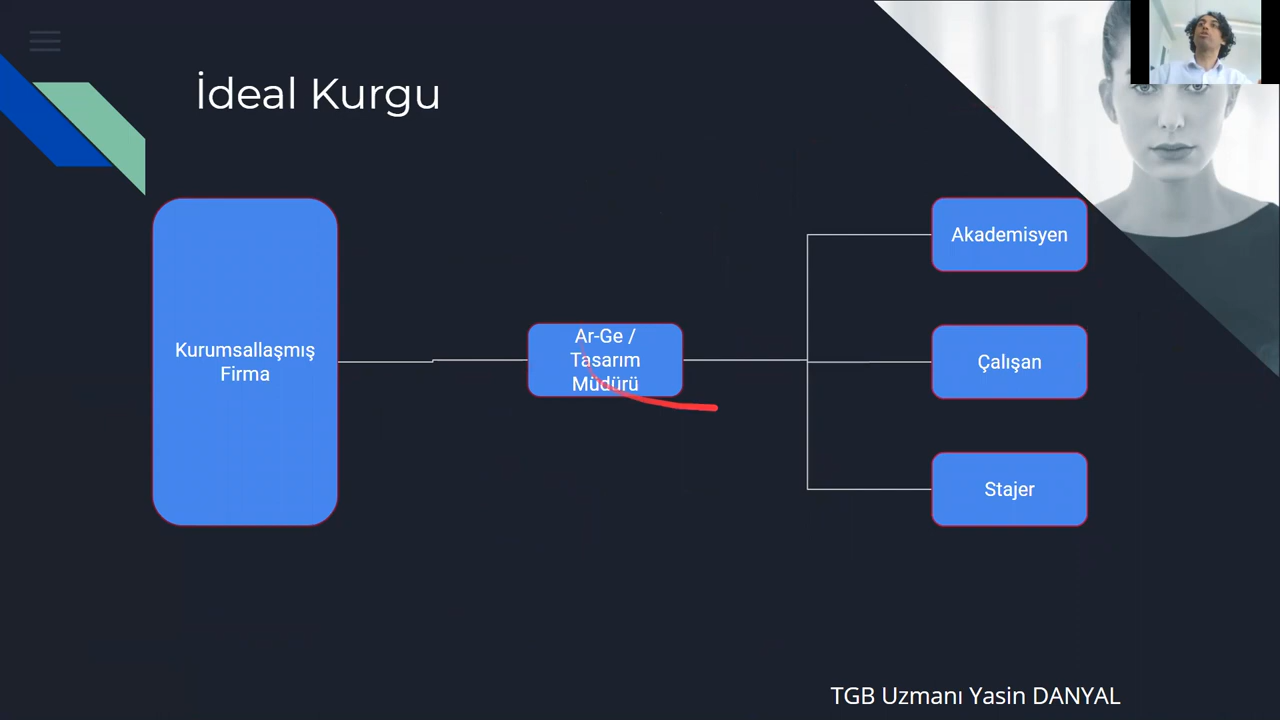 İdeal Kurgu
Kurumsallaşmış
Firma
Ar-Ge /
Tasarım
Müdürü
Akademisyen
Çalışan
Stajer
TGB Uzmanı Yasin DANYAL